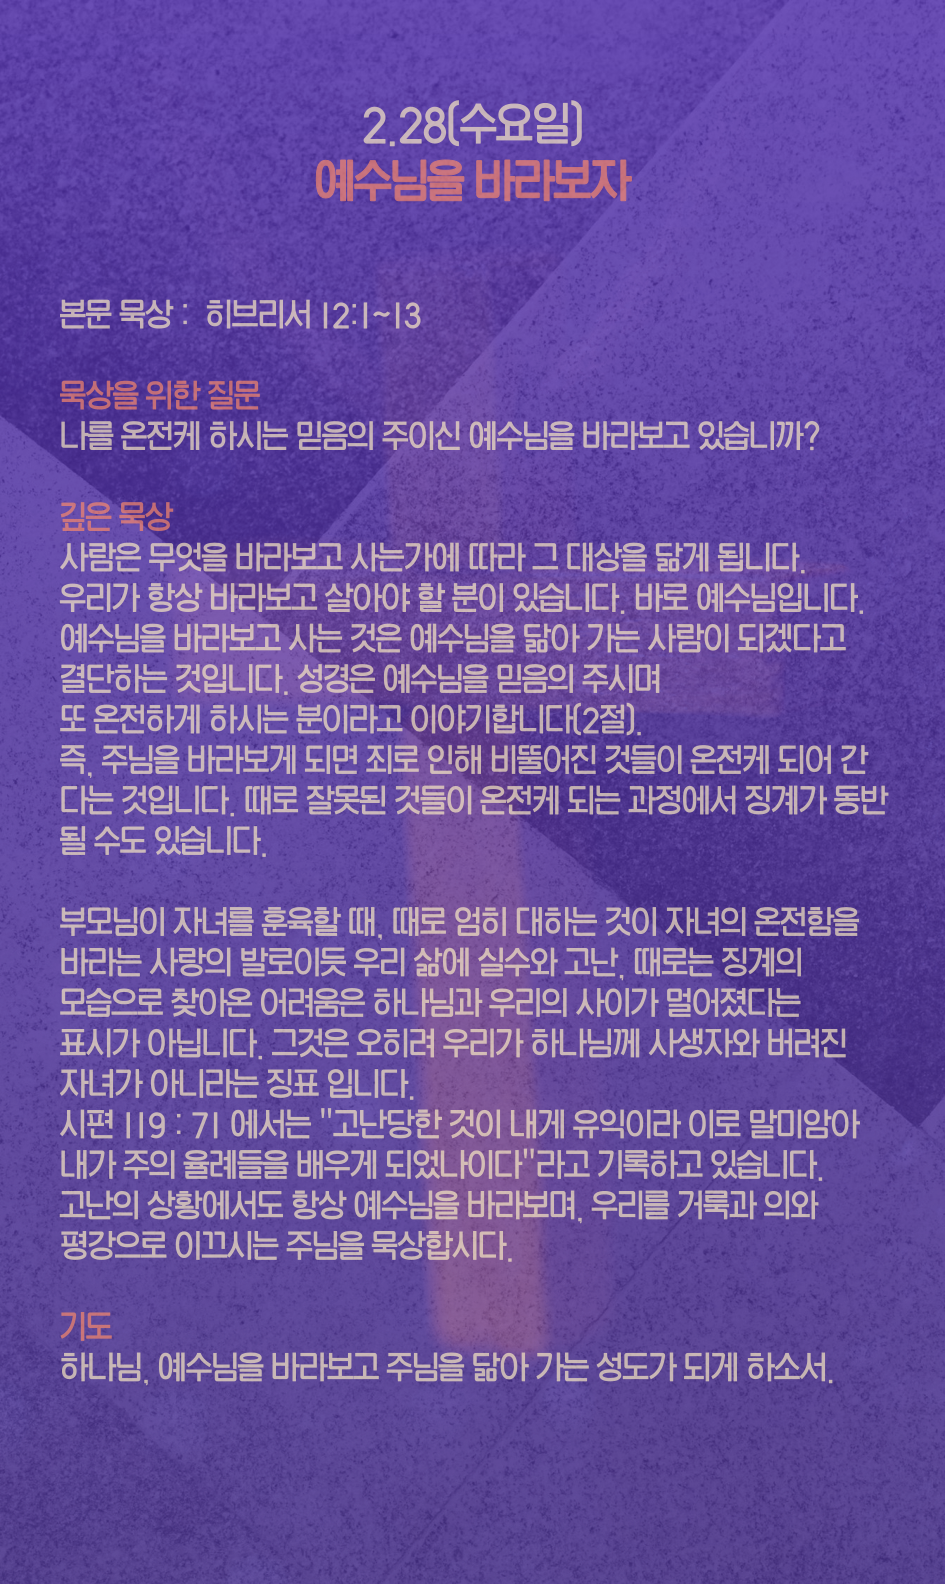 2.28(수요일)
예수님을 바라보자
본문 묵상 : 히브리서 12:1~13
묵상을 위한 질문
나를 온전케 하시는 믿음의 주이신 예수님을 바라보고 있습니까?
깊은 묵상
사람은 무엇을 바라보고 사는가에 따라 그 대상을 닮게 됩니다.
우리가 항상 바라보고 살아야 할 분이 있습니다. 바로 예수님입니다.
예수님을 바라보고 사는 것은 예수님을 닮아 가는 사람이 되겠다고
결단하는 것입니다. 성경은 예수님을 믿음의 주시며
또 온전하게 하시는 분이라고 이야기합니다(2절).
즉, 주님을 바라보게 되면 죄로 인해 비뚤어진 것들이 온전케 되어 간
다는 것입니다. 때로 잘못된 것들이 온전케 되는 과정에서 징계가 동반
될 수도 있습니다.
부모님이 자녀를 훈육할 때, 때로 엄히 대하는 것이 자녀의 온전함을
바라는 사랑의 발로이듯 우리 삶에 실수와 고난, 때로는 징계의
모습으로 찾아온 어려움은 하나님과 우리의 사이가 멀어졌다는
표시가 아닙니다. 그것은 오히려 우리가 하나님께 사생자와 버려진
자녀가 아니라는 징표 입니다.
시편 119 : 71 에서는 "고난당한 것이 내게 유익이라 이로 말미암아
내가 주의 율례들을 배우게 되었나이다"라고 기록하고 있습니다.
고난의 상황에서도 항상 예수님을 바라보며, 우리를 거룩과 의와
평강으로 이끄시는 주님을 묵상합시다.
기도
하나님, 예수님을 바라보고 주님을 닮아 가는 성도가 되게 하소서.